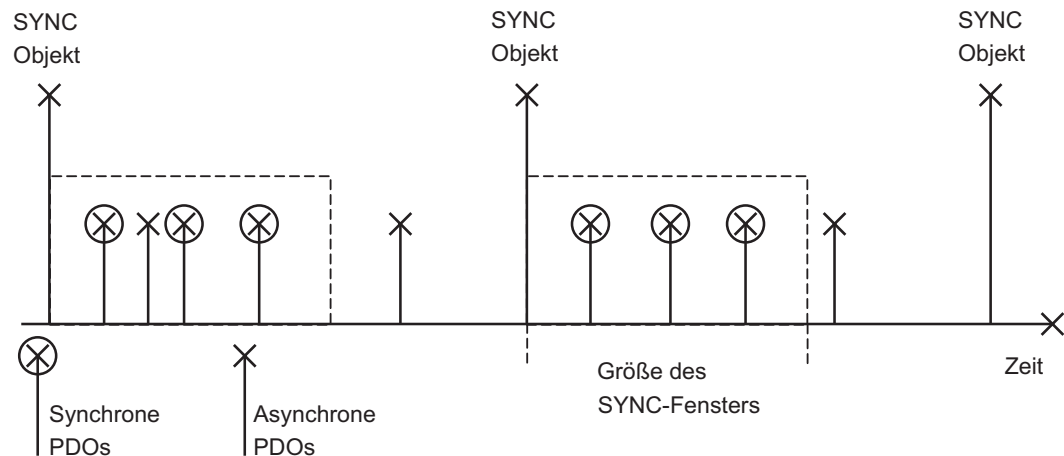 SYNC
Objekt
SYNC
Objekt
SYNC
Objekt
Größe des
SYNC-Fensters
Zeit
Synchrone
PDOs
Asynchrone
PDOs